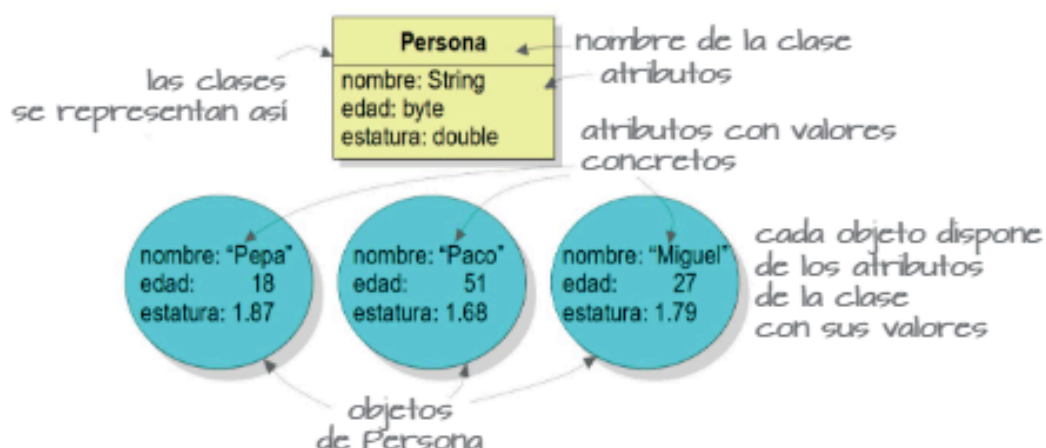 Persona
nombre: String
edad: byte
estatura: double
las clases
se representan así
nombre de la clase
atributos
atributos con valores
concretos
nombre: “Pepa”
edad: 18
estatura: 1.87
nombre: “Paco”
edad: 51
estatura: 1.68
nombre: “Miguel”
edad: 27
estatura: 1.79
cada objeto dispone
de los atributos
de la clase
con sus valores
objetos
de Persona